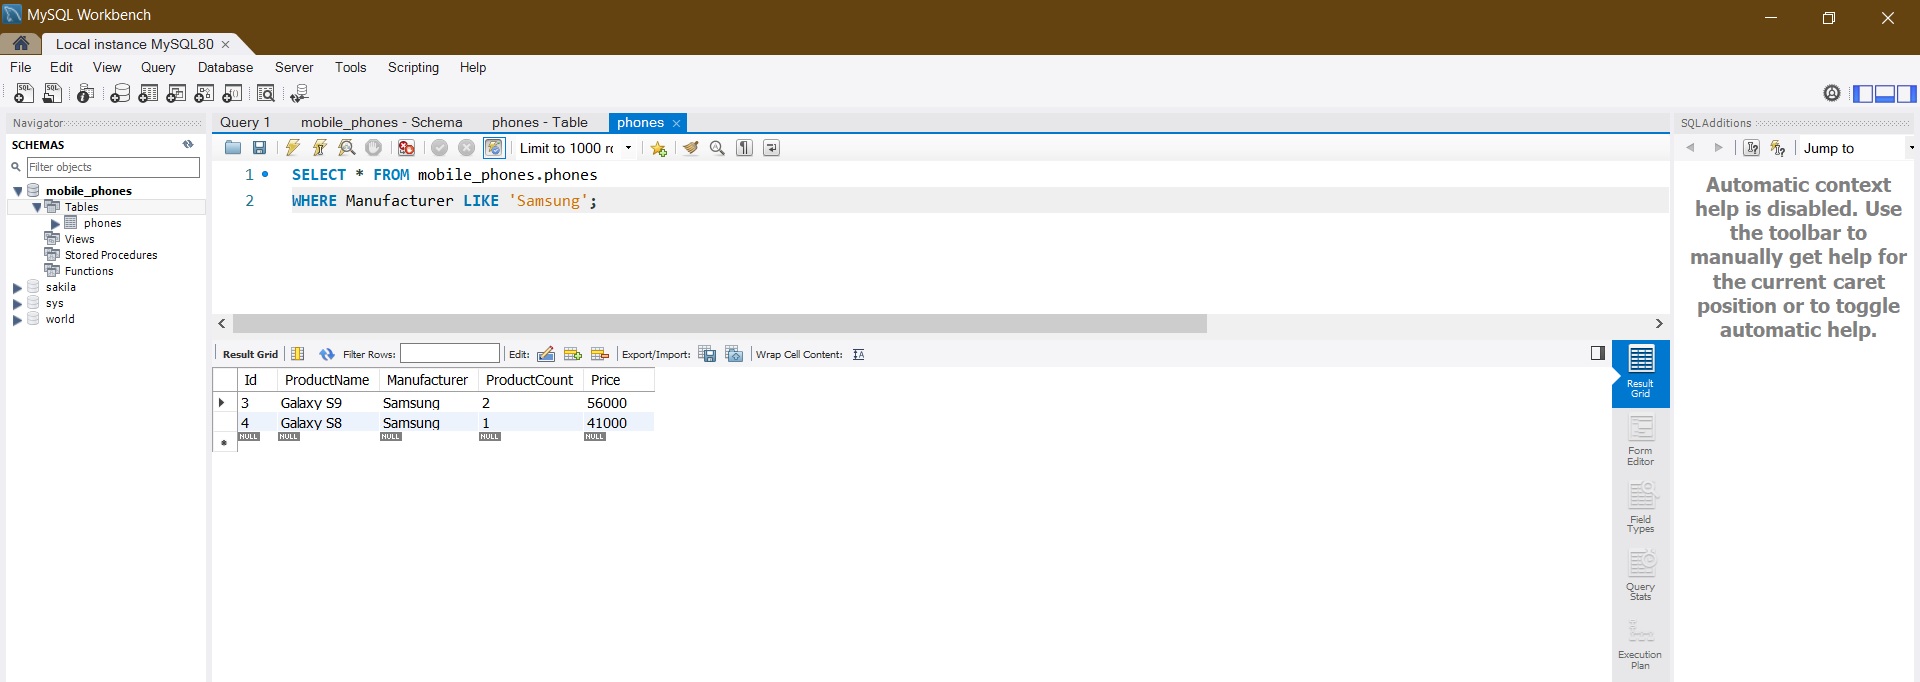 MySQL Workbench
Local instance MySQL80
File Edit View Query Database Server Tools Scripting Help
Navigator
SCHEMAS
Filter objects
mobile_phones
Tables
phones
Views
Stored Procedures
Functions
sakila
sys
world
Query 1 mobile_phones - Schema phones - Table phones
Limit to 1000 rc
1 SELECT * FROM mobile_phones.phones
2 WHERE Manufacturer LIKE 'Samsung';
Result Grid Filter Rows: Edit: Export/Import: Wrap Cell Content:
Id ProductName Manufacturer ProductCount Price
3 Galaxy S9 Samsung 2 56000
4 Galaxy S8 Samsung 1 41000
NULL NULL NULL NULL NULL
Result
Grid
Form
Editor
Field
Types
Query
Stats
Execution
Plan
SQLAdditions
Jump to
Automatic context
help is disabled. Use
the toolbar to
manually get help for
the current caret
position or to toggle
automatic help.